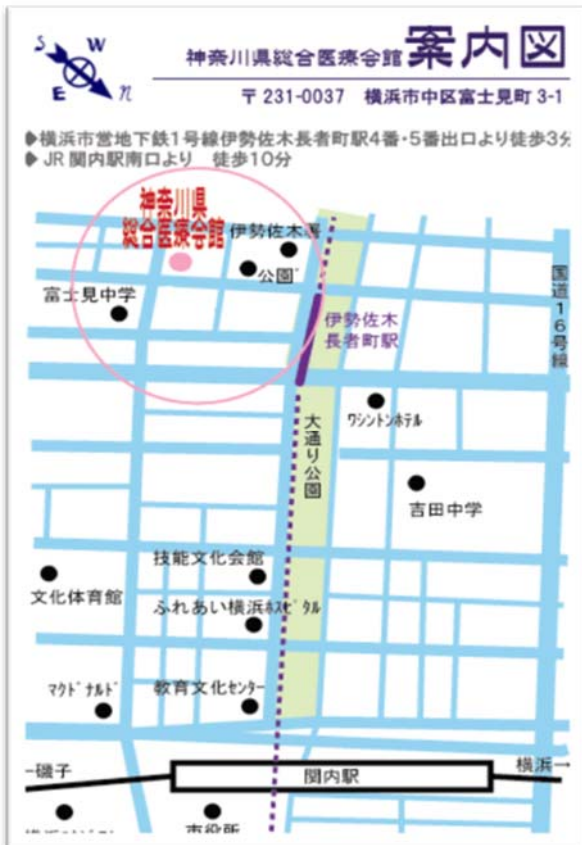 S W
E n
神奈川県総合医療会館 案内図
〒231-0037 横浜市中区富士見町 3-1
▶横浜市営地下鉄1号線伊勢佐木長者町駅4番・5番出口より徒歩3分
▶ JR 関内駅南口より 徒歩10分
神奈川県
総合医療会館
伊勢佐木署
公園
富士見中学
国道16号線
伊勢佐木
長者町駅
ワシントンホテル
大通り公園
吉田中学
技能文化会館
文化体育館
ふれあい横浜ホスピタル
マクドナルド
教育文化センター
横浜→
−磯子
関内駅
市役所